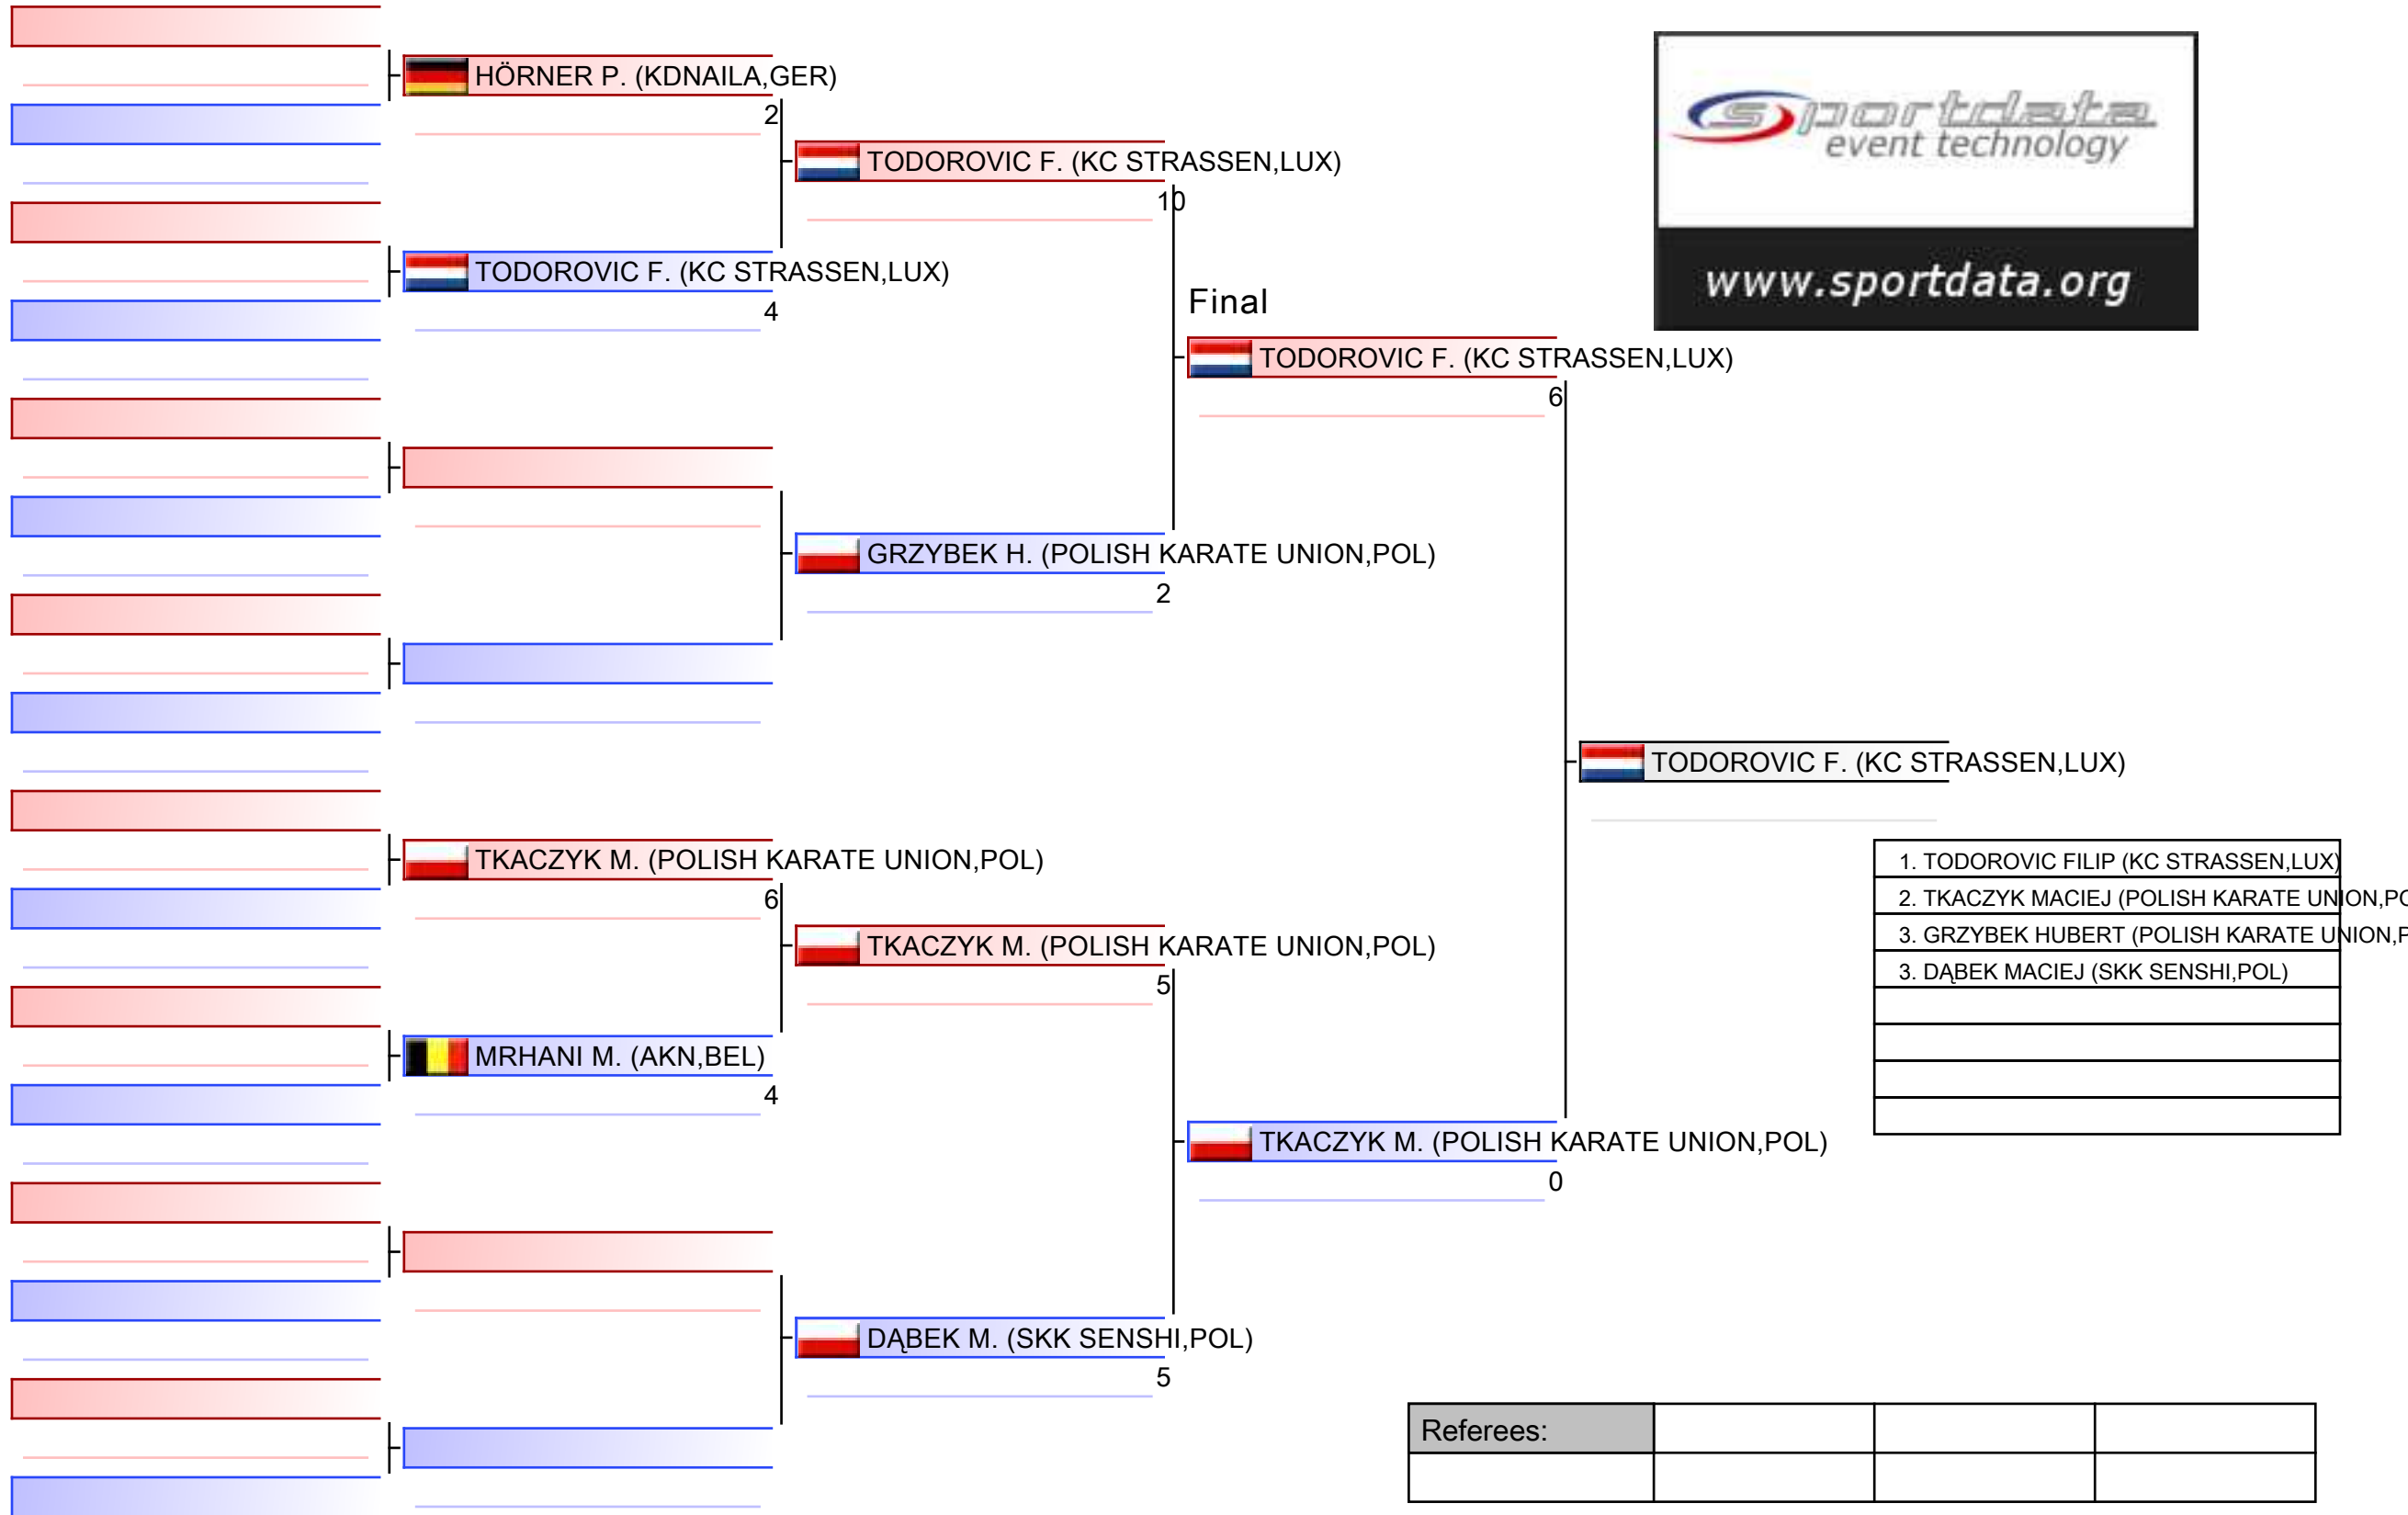 HÖRNER P. (KDNAILA,GER)
2
TODOROVIC F. (KC STRASSEN,LUX)
10
TODOROVIC F. (KC STRASSEN,LUX)
4
Final
TODOROVIC F. (KC STRASSEN,LUX)
6
GRZYBEK H. (POLISH KARATE UNION,POL)
2
TODOROVIC F. (KC STRASSEN,LUX)
TKACZYK M. (POLISH KARATE UNION,POL)
6
TKACZYK M. (POLISH KARATE UNION,POL)
5
MRHANI M. (AKN,BEL)
4
TKACZYK M. (POLISH KARATE UNION,POL)
0
DĄBEK M. (SKK SENSHI,POL)
5
sportdata
event technology
www.sportdata.org
1. TODOROVIC FILIP (KC STRASSEN,LUX)
2. TKACZYK MACIEJ (POLISH KARATE UNION,PO
3. GRZYBEK HUBERT (POLISH KARATE UNION,P
3. DĄBEK MACIEJ (SKK SENSHI,POL)
Referees: